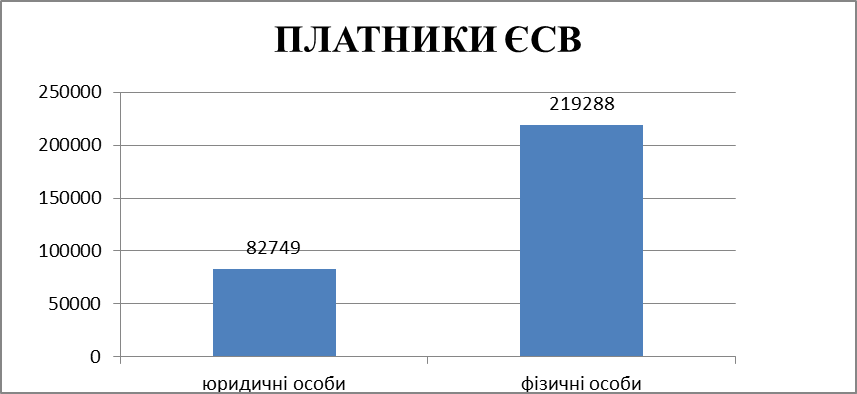 ПЛАТНИКИ ЄСВ
250000
200000
150000
100000
50000
0
82749
219288
юридичні особи
фізичні особи